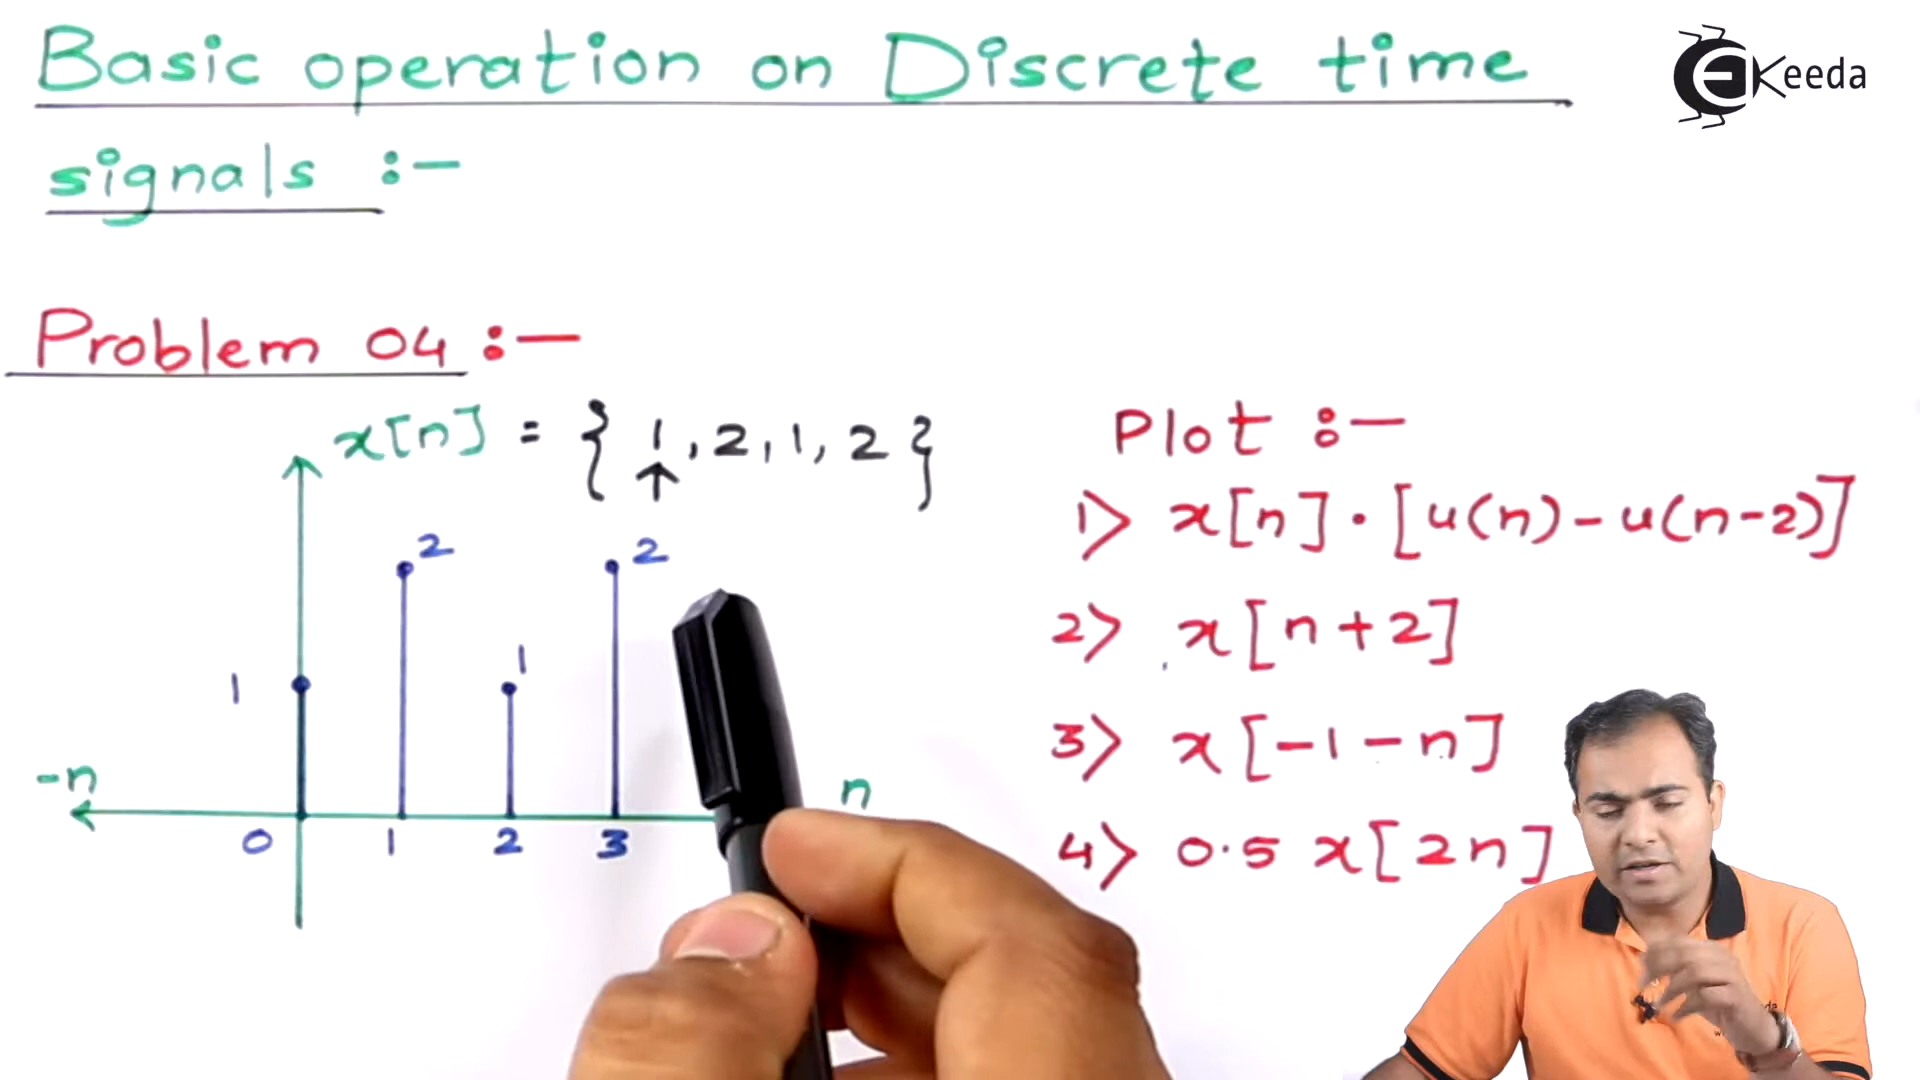 Basic operation on Discrete time
EKeeda
signals :-
Problem 04 :-
x[n] = { 1, 2, 1, 2 }
↑
2
2
1
1
-n
n
0 1 2 3
Plot :-
1> x[n] · [u(n) - u(n-2)]
2> x[n+2]
3> x[-1-n]
4> 0.5 x[2n]